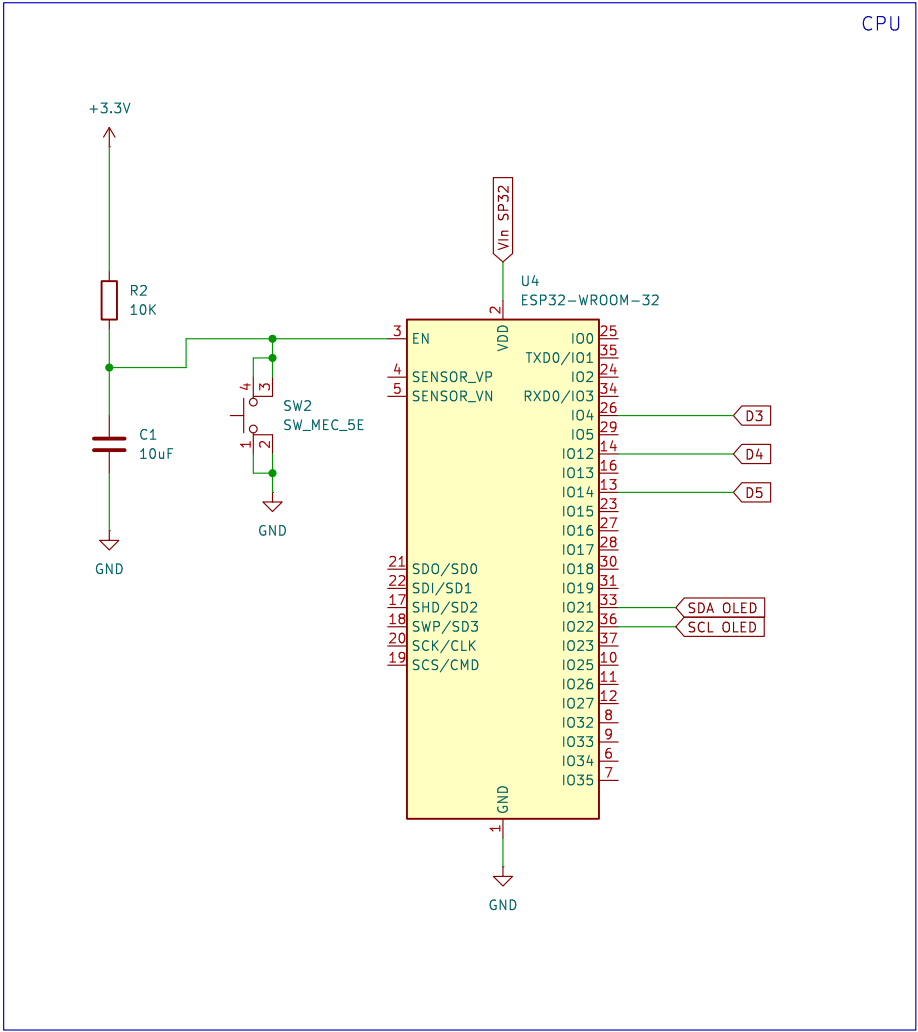 CPU
+3.3V
VIn SP32
U4
ESP32-WROOM-32
R2
10K
C1
10uF
GND
SW2
SW_MEC_5E
4
3
1
2
GND
2
VDD
3 EN
4 SENSOR_VP
5 SENSOR_VN
21 SDO/SD0
22 SDI/SD1
17 SHD/SD2
18 SWP/SD3
20 SCK/CLK
19 SCS/CMD
IO0 25
TXD0/IO1 35
IO2 24
RXD0/IO3 34
IO4 26 D3
IO5 29
IO12 14 D4
IO13 16
IO14 13 D5
IO15 23
IO16 27
IO17 28
IO18 30
IO19 31
IO21 33 SDA OLED
IO22 36 SCL OLED
IO23 37
IO25 10
IO26 11
IO27 12
IO32 8
IO33 9
IO34 6
IO35 7
GND
1
GND